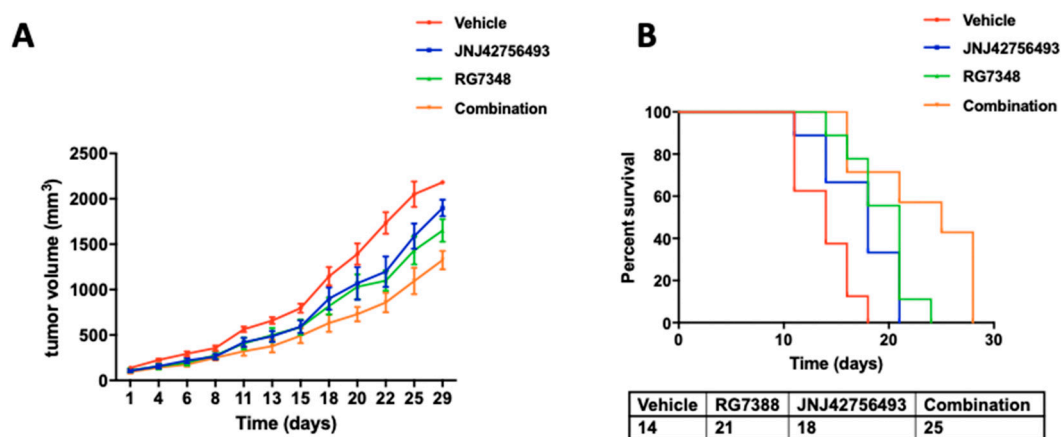 A
Vehicle
JNJ42756493
RG7348
Combination
2500
2000
1500
1000
500
0
tumor volume (mm³)
1 4 6 8 11 13 15 18 20 22 25 29
Time (days)
B
Vehicle
JNJ42756493
RG7348
Combination
100
80
60
40
20
0
Percent survival
0 10 20 30
Time (days)
Vehicle RG7388 JNJ42756493 Combination
14 21 18 25